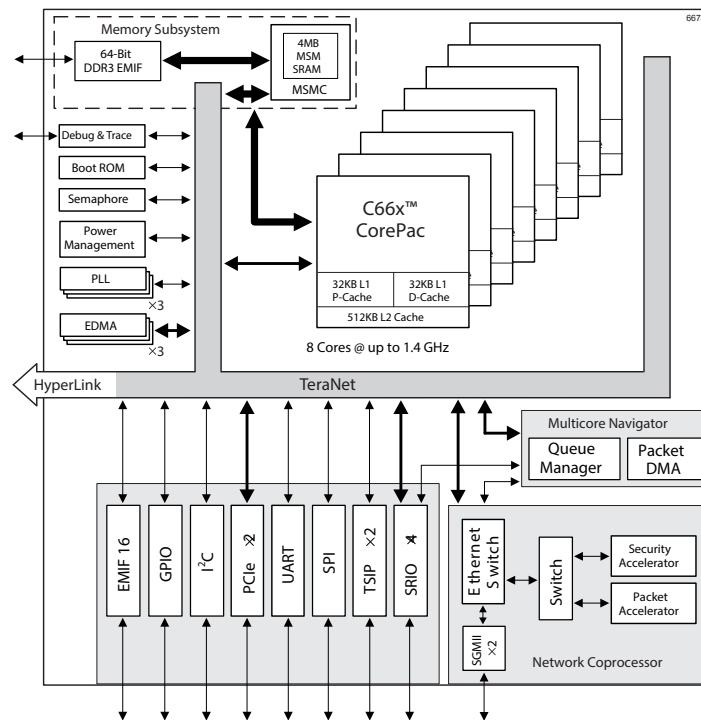 667
Memory Subsystem
64-Bit
DDR3 EMIF
4MB
MSM
SRAM
MSMC
Debug & Trace
Boot ROM
Semaphore
Power
Management
PLL
×3
EDMA
×3
C66x™
CorePac
32KB L1
P-Cache
32KB L1
D-Cache
512KB L2 Cache
8 Cores @ up to 1.4 GHz
HyperLink
TeraNet
Multicore Navigator
Queue
Manager
Packet
DMA
EMIF 16
GPIO
I²C
PCIe ×2
UART
SPI
TSIP ×2
SRIO ×4
Ethernet
Switch
Switch
Security
Accelerator
Packet
Accelerator
SGMII
×2
Network Coprocessor